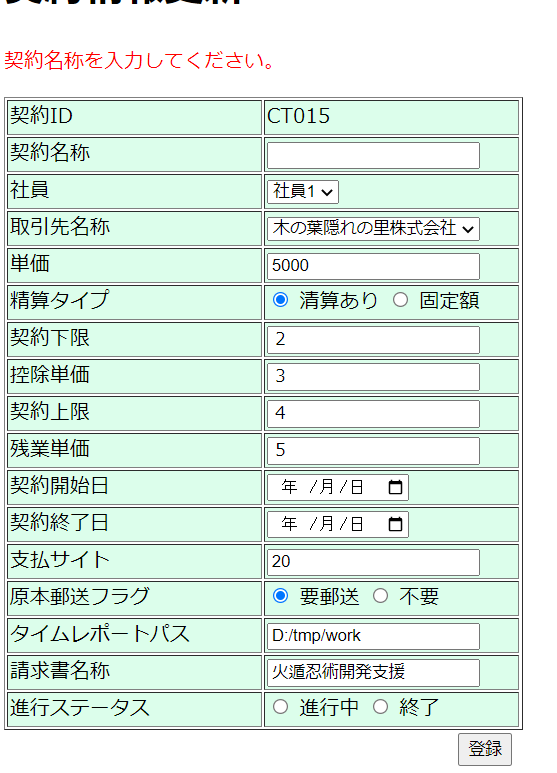 契約情報更新
契約名称を入力してください。
契約ID CT015
契約名称
社員 社員1
取引先名称 木の葉隠れの里株式会社
単価 5000
精算タイプ 清算あり 固定額
契約下限 2
控除単価 3
契約上限 4
残業単価 5
契約開始日 年 /月/日
契約終了日 年 /月/日
支払サイト 20
原本郵送フラグ 要郵送 不要
タイムレポートパス D:/tmp/work
請求書名称 火遁忍術開発支援
進行ステータス 進行中 終了
登録